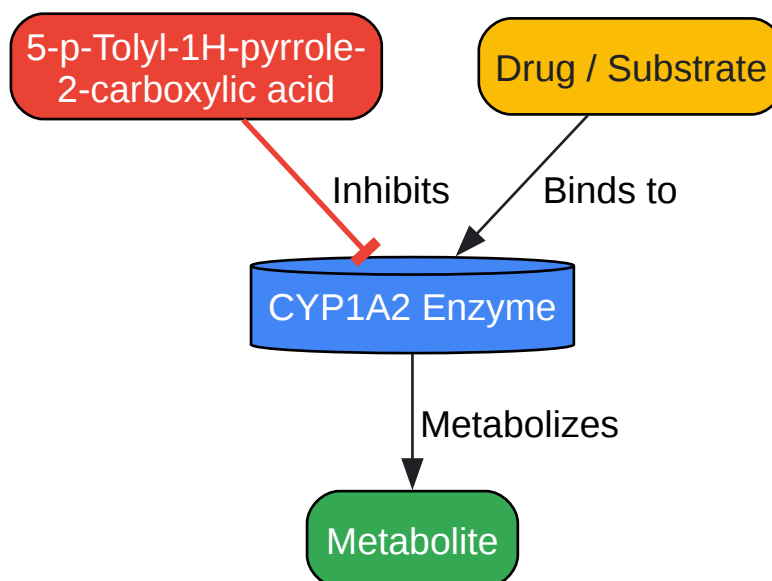 5-p-Tolyl-1H-pyrrole-
2-carboxylic acid
Drug / Substrate
Inhibits
Binds to
CYP1A2 Enzyme
Metabolizes
Metabolite